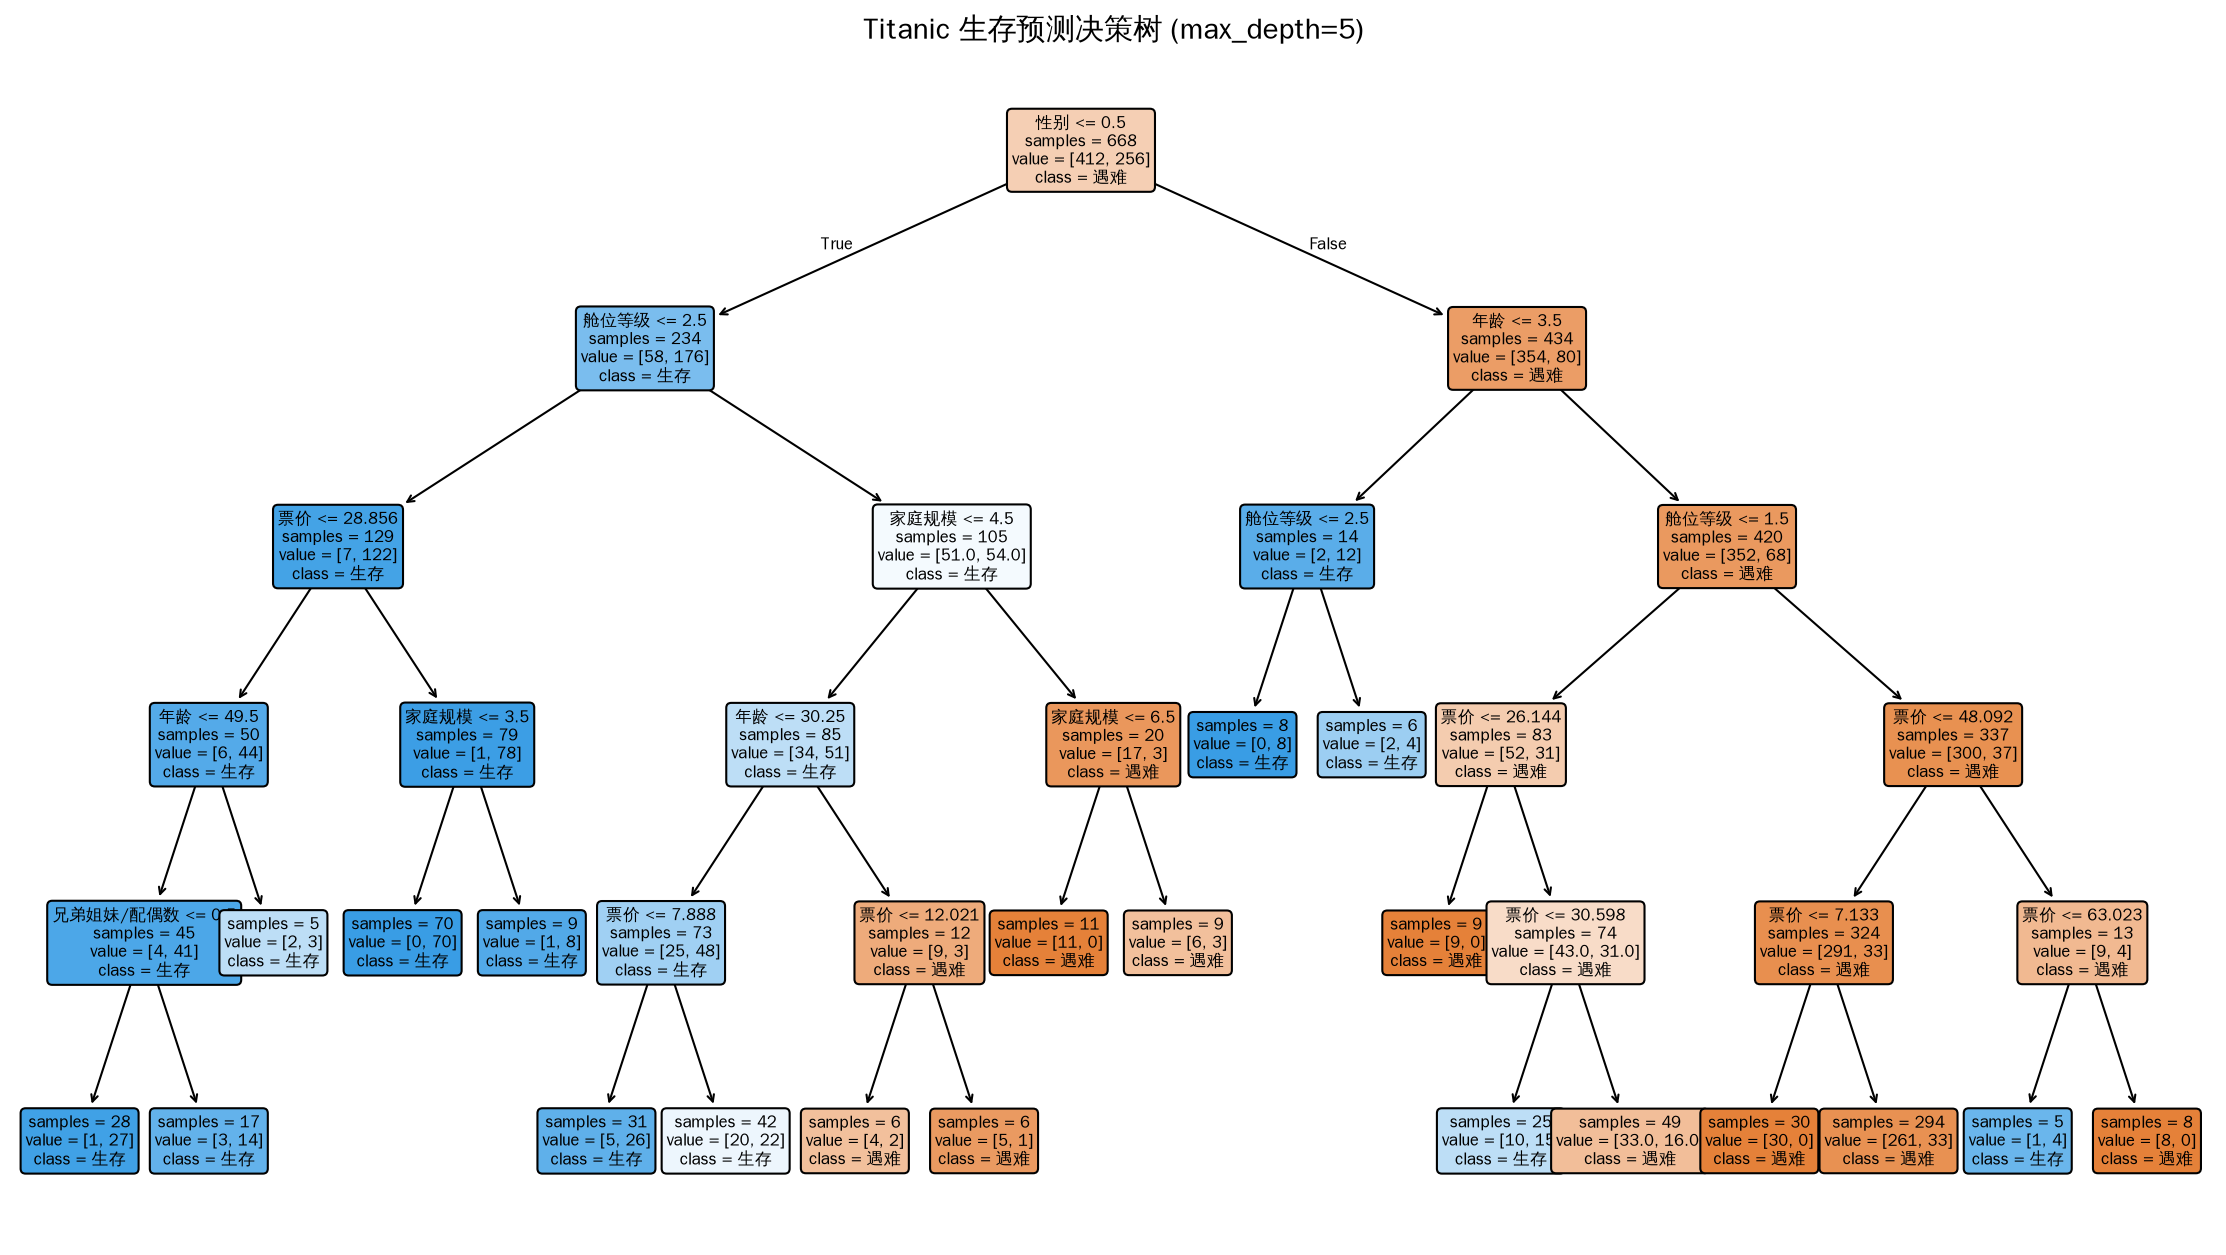 Titanic 生存预测决策树 (max_depth=5)
性别 <= 0.5
samples = 668
value = [412, 256]
class = 遇难
True
False
舱位等级 <= 2.5
samples = 234
value = [58, 176]
class = 生存
年龄 <= 3.5
samples = 434
value = [354, 80]
class = 遇难
票价 <= 28.856
samples = 129
value = [7, 122]
class = 生存
家庭规模 <= 4.5
samples = 105
value = [51.0, 54.0]
class = 生存
舱位等级 <= 2.5
samples = 14
value = [2, 12]
class = 生存
舱位等级 <= 1.5
samples = 420
value = [352, 68]
class = 遇难
年龄 <= 49.5
samples = 50
value = [6, 44]
class = 生存
家庭规模 <= 3.5
samples = 79
value = [1, 78]
class = 生存
年龄 <= 30.25
samples = 85
value = [34, 51]
class = 生存
家庭规模 <= 6.5
samples = 20
value = [17, 3]
class = 遇难
samples = 8
value = [0, 8]
class = 生存
samples = 6
value = [2, 4]
class = 生存
票价 <= 26.144
samples = 83
value = [52, 31]
class = 遇难
票价 <= 48.092
samples = 337
value = [300, 37]
class = 遇难
兄弟姐妹/配偶数 <=
samples = 45
value = [4, 41]
class = 生存
samples = 5
value = [2, 3]
class = 生存
samples = 70
value = [0, 70]
class = 生存
samples = 9
value = [1, 8]
class = 生存
票价 <= 7.888
samples = 73
value = [25, 48]
class = 生存
票价 <= 12.021
samples = 12
value = [9, 3]
class = 遇难
samples = 11
value = [11, 0]
class = 遇难
samples = 9
value = [6, 3]
class = 遇难
samples = 9
value = [9, 0]
class = 遇难
票价 <= 30.598
samples = 74
value = [43.0, 31.0]
class = 遇难
票价 <= 7.133
samples = 324
value = [291, 33]
class = 遇难
票价 <= 63.023
samples = 13
value = [9, 4]
class = 遇难
samples = 28
value = [1, 27]
class = 生存
samples = 17
value = [3, 14]
class = 生存
samples = 31
value = [5, 26]
class = 生存
samples = 42
value = [20, 22]
class = 生存
samples = 6
value = [4, 2]
class = 遇难
samples = 6
value = [5, 1]
class = 遇难
samples = 25
value = [10, 15
class = 生存
samples = 49
value = [33.0, 16.0
class = 遇难
samples = 30
value = [30, 0]
class = 遇难
samples = 294
value = [261, 33]
class = 遇难
samples = 5
value = [1, 4]
class = 生存
samples = 8
value = [8, 0]
class = 遇难